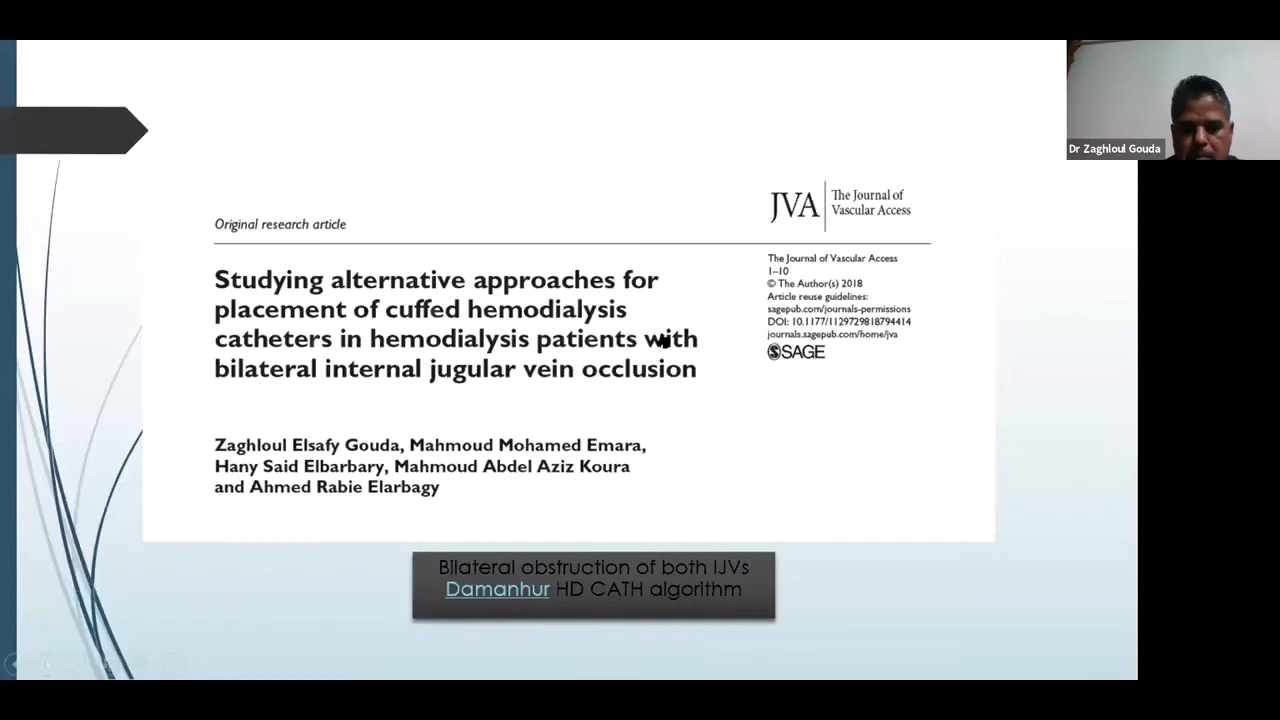 Dr Zaghloul Gouda
JVA
The Journal of
Vascular Access
Original research article
The Journal of Vascular Access
1–10
© The Author(s) 2018
Article reuse guidelines:
sagepub.com/journals-permissions
DOI: 10.1177/1129729818794414
journals.sagepub.com/home/jva
SAGE
Studying alternative approaches for
placement of cuffed hemodialysis
catheters in hemodialysis patients with
bilateral internal jugular vein occlusion
Zaghloul Elsafy Gouda, Mahmoud Mohamed Emara,
Hany Said Elbarbary, Mahmoud Abdel Aziz Koura
and Ahmed Rabie Elarbagy
Bilateral obstruction of both IJVs
Damanhur HD CATH algorithm